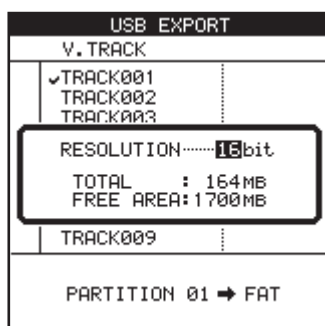 USB EXPORT
V.TRACK
✓TRACK001
TRACK002
TRACK003
RESOLUTION·······16bit
TOTAL : 164MB
FREE AREA:1700MB
TRACK009
PARTITION 01 ➡ FAT